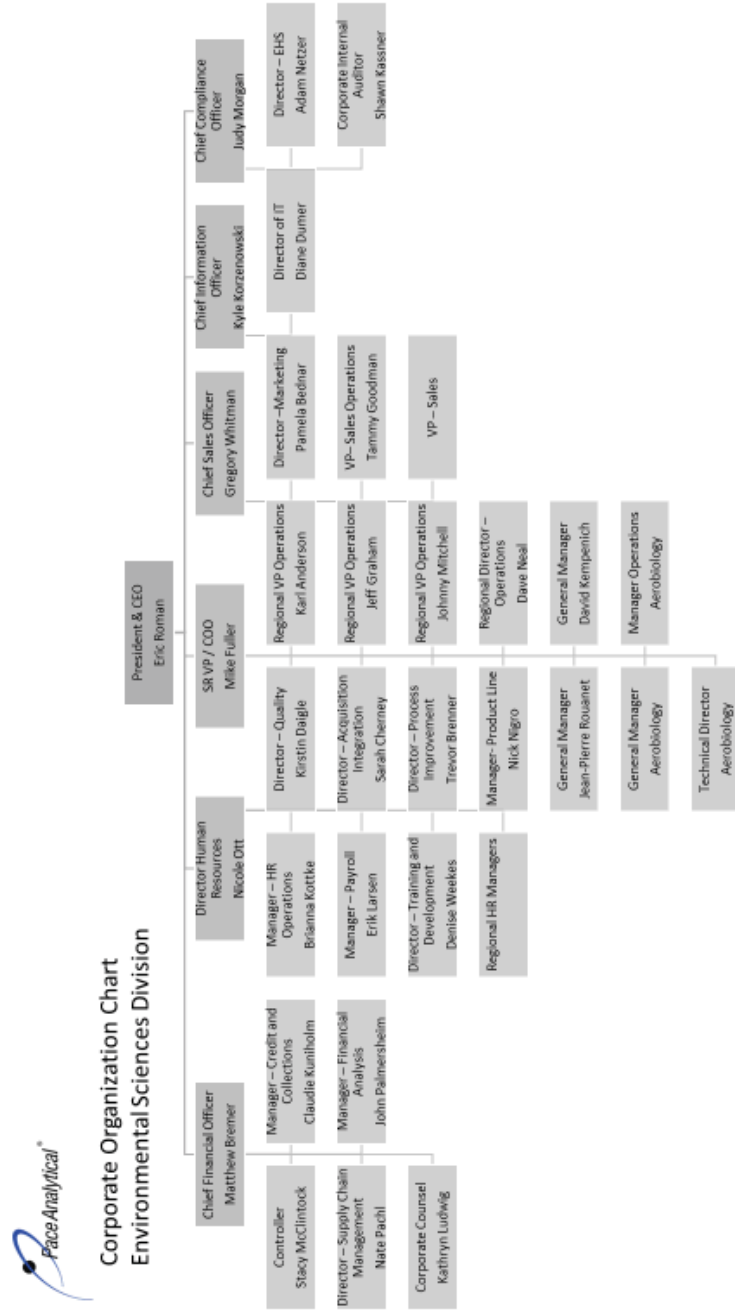 Pace Analytical®
Corporate Organization Chart
Environmental Sciences Division
President & CEO
Eric Roman
Chief Financial Officer
Matthew Bremer
Director Human
Resources
Nicole Ott
SR VP / COO
Mike Fuller
Chief Sales Officer
Gregory Whitman
Chief Information
Officer
Kyle Korzenowski
Chief Compliance
Officer
Judy Morgan
Controller
Stacy McClintock
Manager – Credit and
Collections
Claudie Kuniholm
Director – Supply Chain
Management
Nate Pachl
Manager – Financial
Analysis
John Palmersheim
Corporate Counsel
Kathryn Ludwig
Manager – HR
Operations
Brianna Kottke
Manager – Payroll
Erik Larsen
Director – Training and
Development
Denise Weekes
Regional HR Managers
Director – Quality
Kirstin Daigle
Regional VP Operations
Karl Anderson
Director – Acquisition
Integration
Sarah Cherney
Regional VP Operations
Jeff Graham
Director – Process
Improvement
Trevor Brenner
Regional VP Operations
Johnny Mitchell
Manager- Product Line
Nick Nigro
Regional Director –
Operations
Dave Neal
General Manager
Jean-Pierre Rouanet
General Manager
David Kempenich
General Manager
Aerobiology
Manager Operations
Aerobiology
Technical Director
Aerobiology
Director –Marketing
Pamela Bednar
VP– Sales Operations
Tammy Goodman
VP – Sales
Director of IT
Diane Dumer
Director – EHS
Adam Netzer
Corporate Internal
Auditor
Shawn Kassner